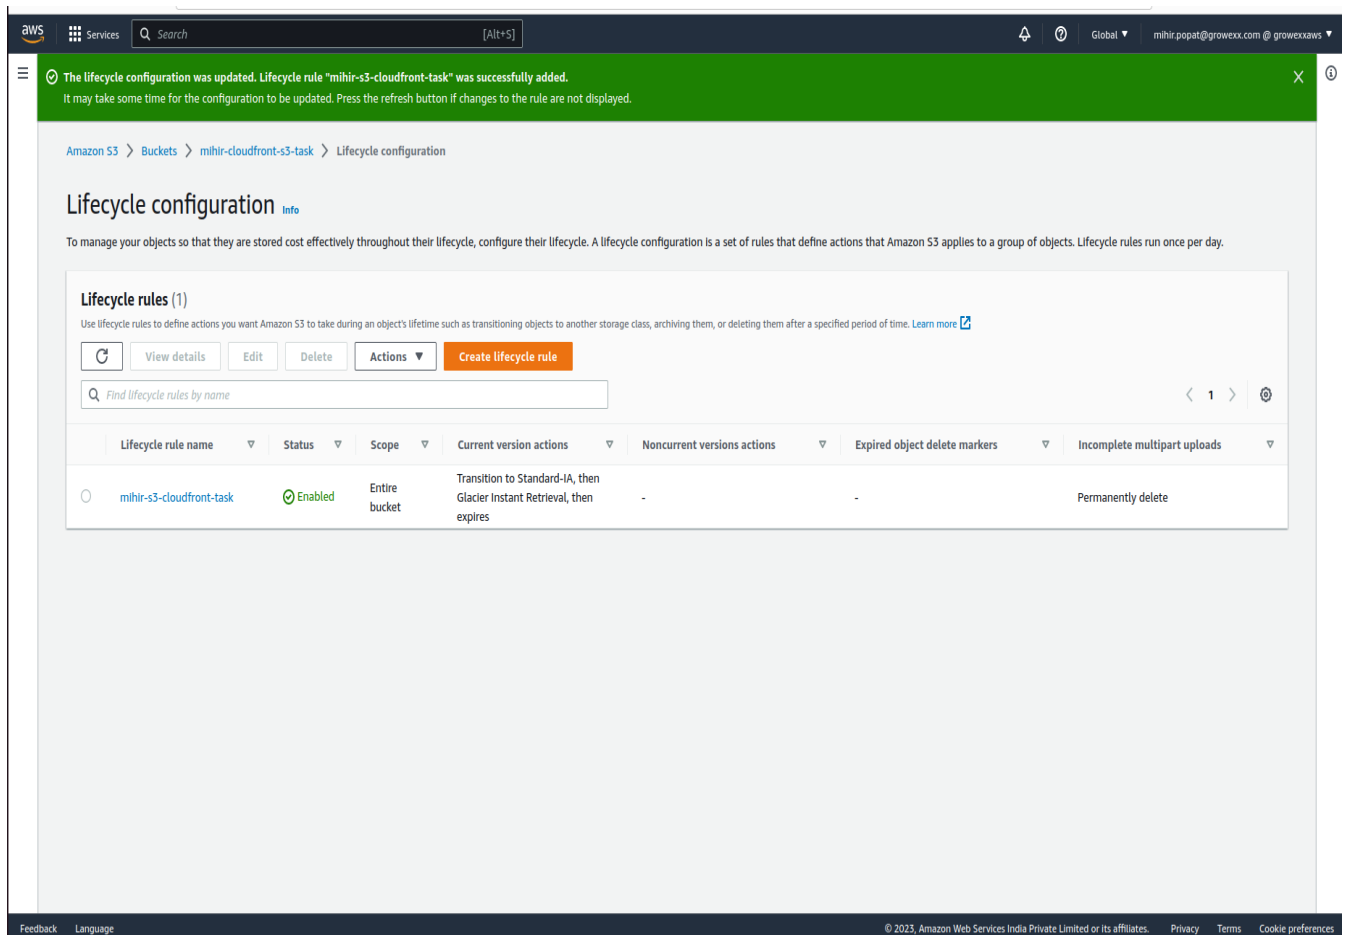 aws
Services
Search [Alt+S]
Global
mihir.popat@growexx.com @ growexxaws
The lifecycle configuration was updated. Lifecycle rule "mihir-s3-cloudfront-task" was successfully added.
It may take some time for the configuration to be updated. Press the refresh button if changes to the rule are not displayed.
Amazon S3 > Buckets > mihir-cloudfront-s3-task > Lifecycle configuration
Lifecycle configuration Info
To manage your objects so that they are stored cost effectively throughout their lifecycle, configure their lifecycle. A lifecycle configuration is a set of rules that define actions that Amazon S3 applies to a group of objects. Lifecycle rules run once per day.
Lifecycle rules (1)
Use lifecycle rules to define actions you want Amazon S3 to take during an object's lifetime such as transitioning objects to another storage class, archiving them, or deleting them after a specified period of time. Learn more
View details Edit Delete Actions Create lifecycle rule
Find lifecycle rules by name
1
Lifecycle rule name Status Scope Current version actions Noncurrent versions actions Expired object delete markers Incomplete multipart uploads
mihir-s3-cloudfront-task
Enabled
Entire
bucket
Transition to Standard-IA, then
Glacier Instant Retrieval, then
expires
-
-
Permanently delete
Feedback Language © 2023, Amazon Web Services India Private Limited or its affiliates. Privacy Terms Cookie preferences